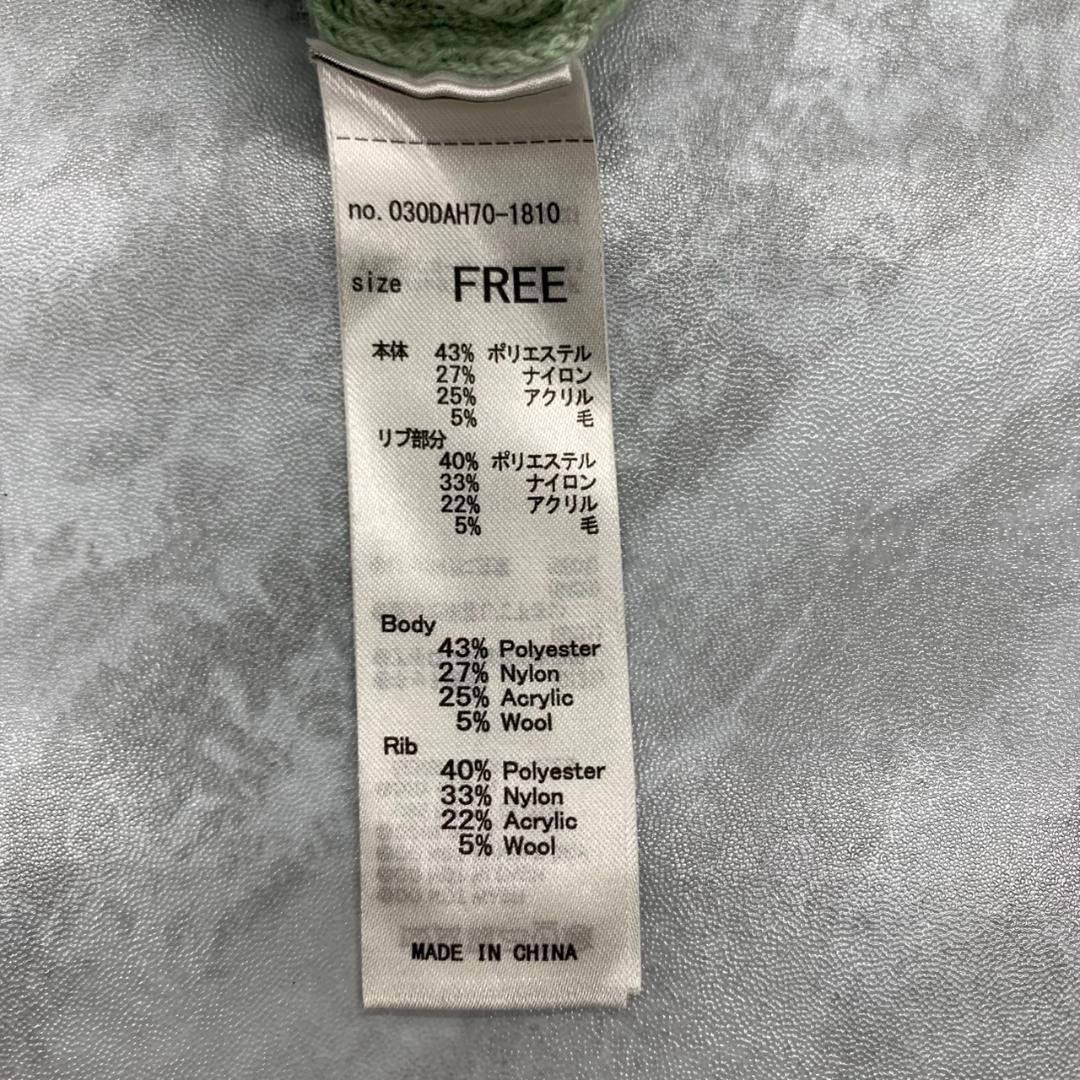 no. 030DAH70-1810
size FREE
本体 43% ポリエステル
27% ナイロン
25% アクリル
5% 毛
リブ部分
40% ポリエステル
33% ナイロン
22% アクリル
5% 毛
Body
43% Polyester
27% Nylon
25% Acrylic
5% Wool
Rib
40% Polyester
33% Nylon
22% Acrylic
5% Wool
MADE IN CHINA